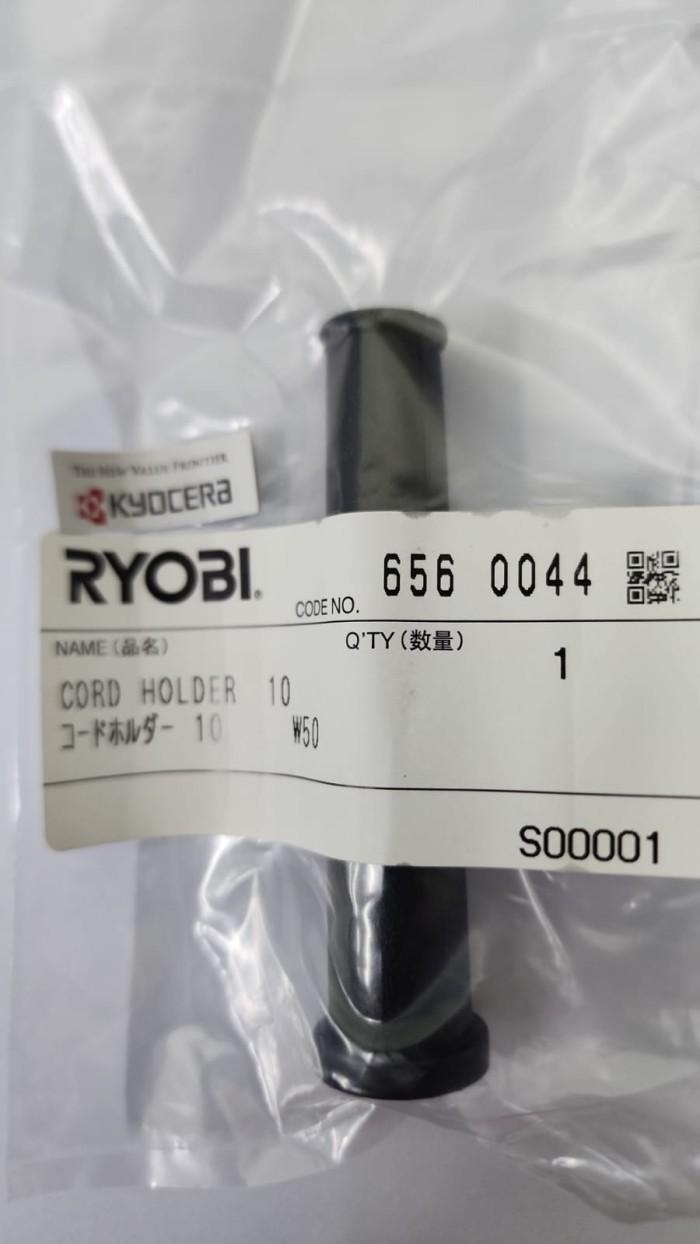 THE NEW VALUE FRONTIER
KYOCERA
RYOBI®
CODE NO. 656 0044
NAME (品名) Q'TY (数量) 1
CORD HOLDER 10
コードホルダー 10 ¥50
S00001